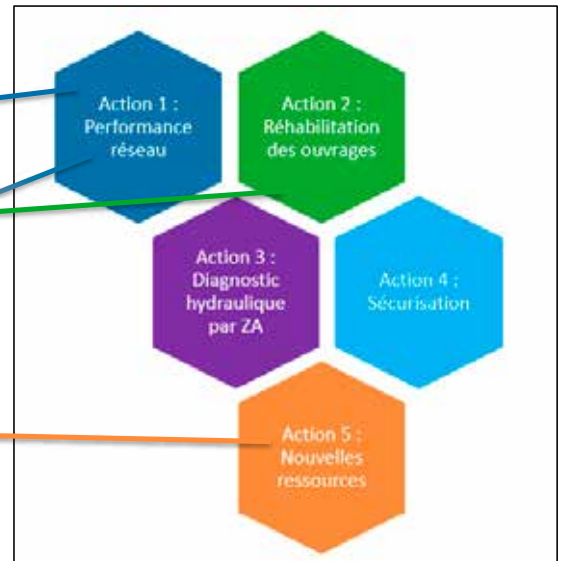 Action 1 :
Performance
réseau
Action 2 :
Réhabilitation
des ouvrages
Action 3 :
Diagnostic
hydraulique
par ZA
Action 4 :
Sécurisation
Action 5 :
Nouvelles
ressources